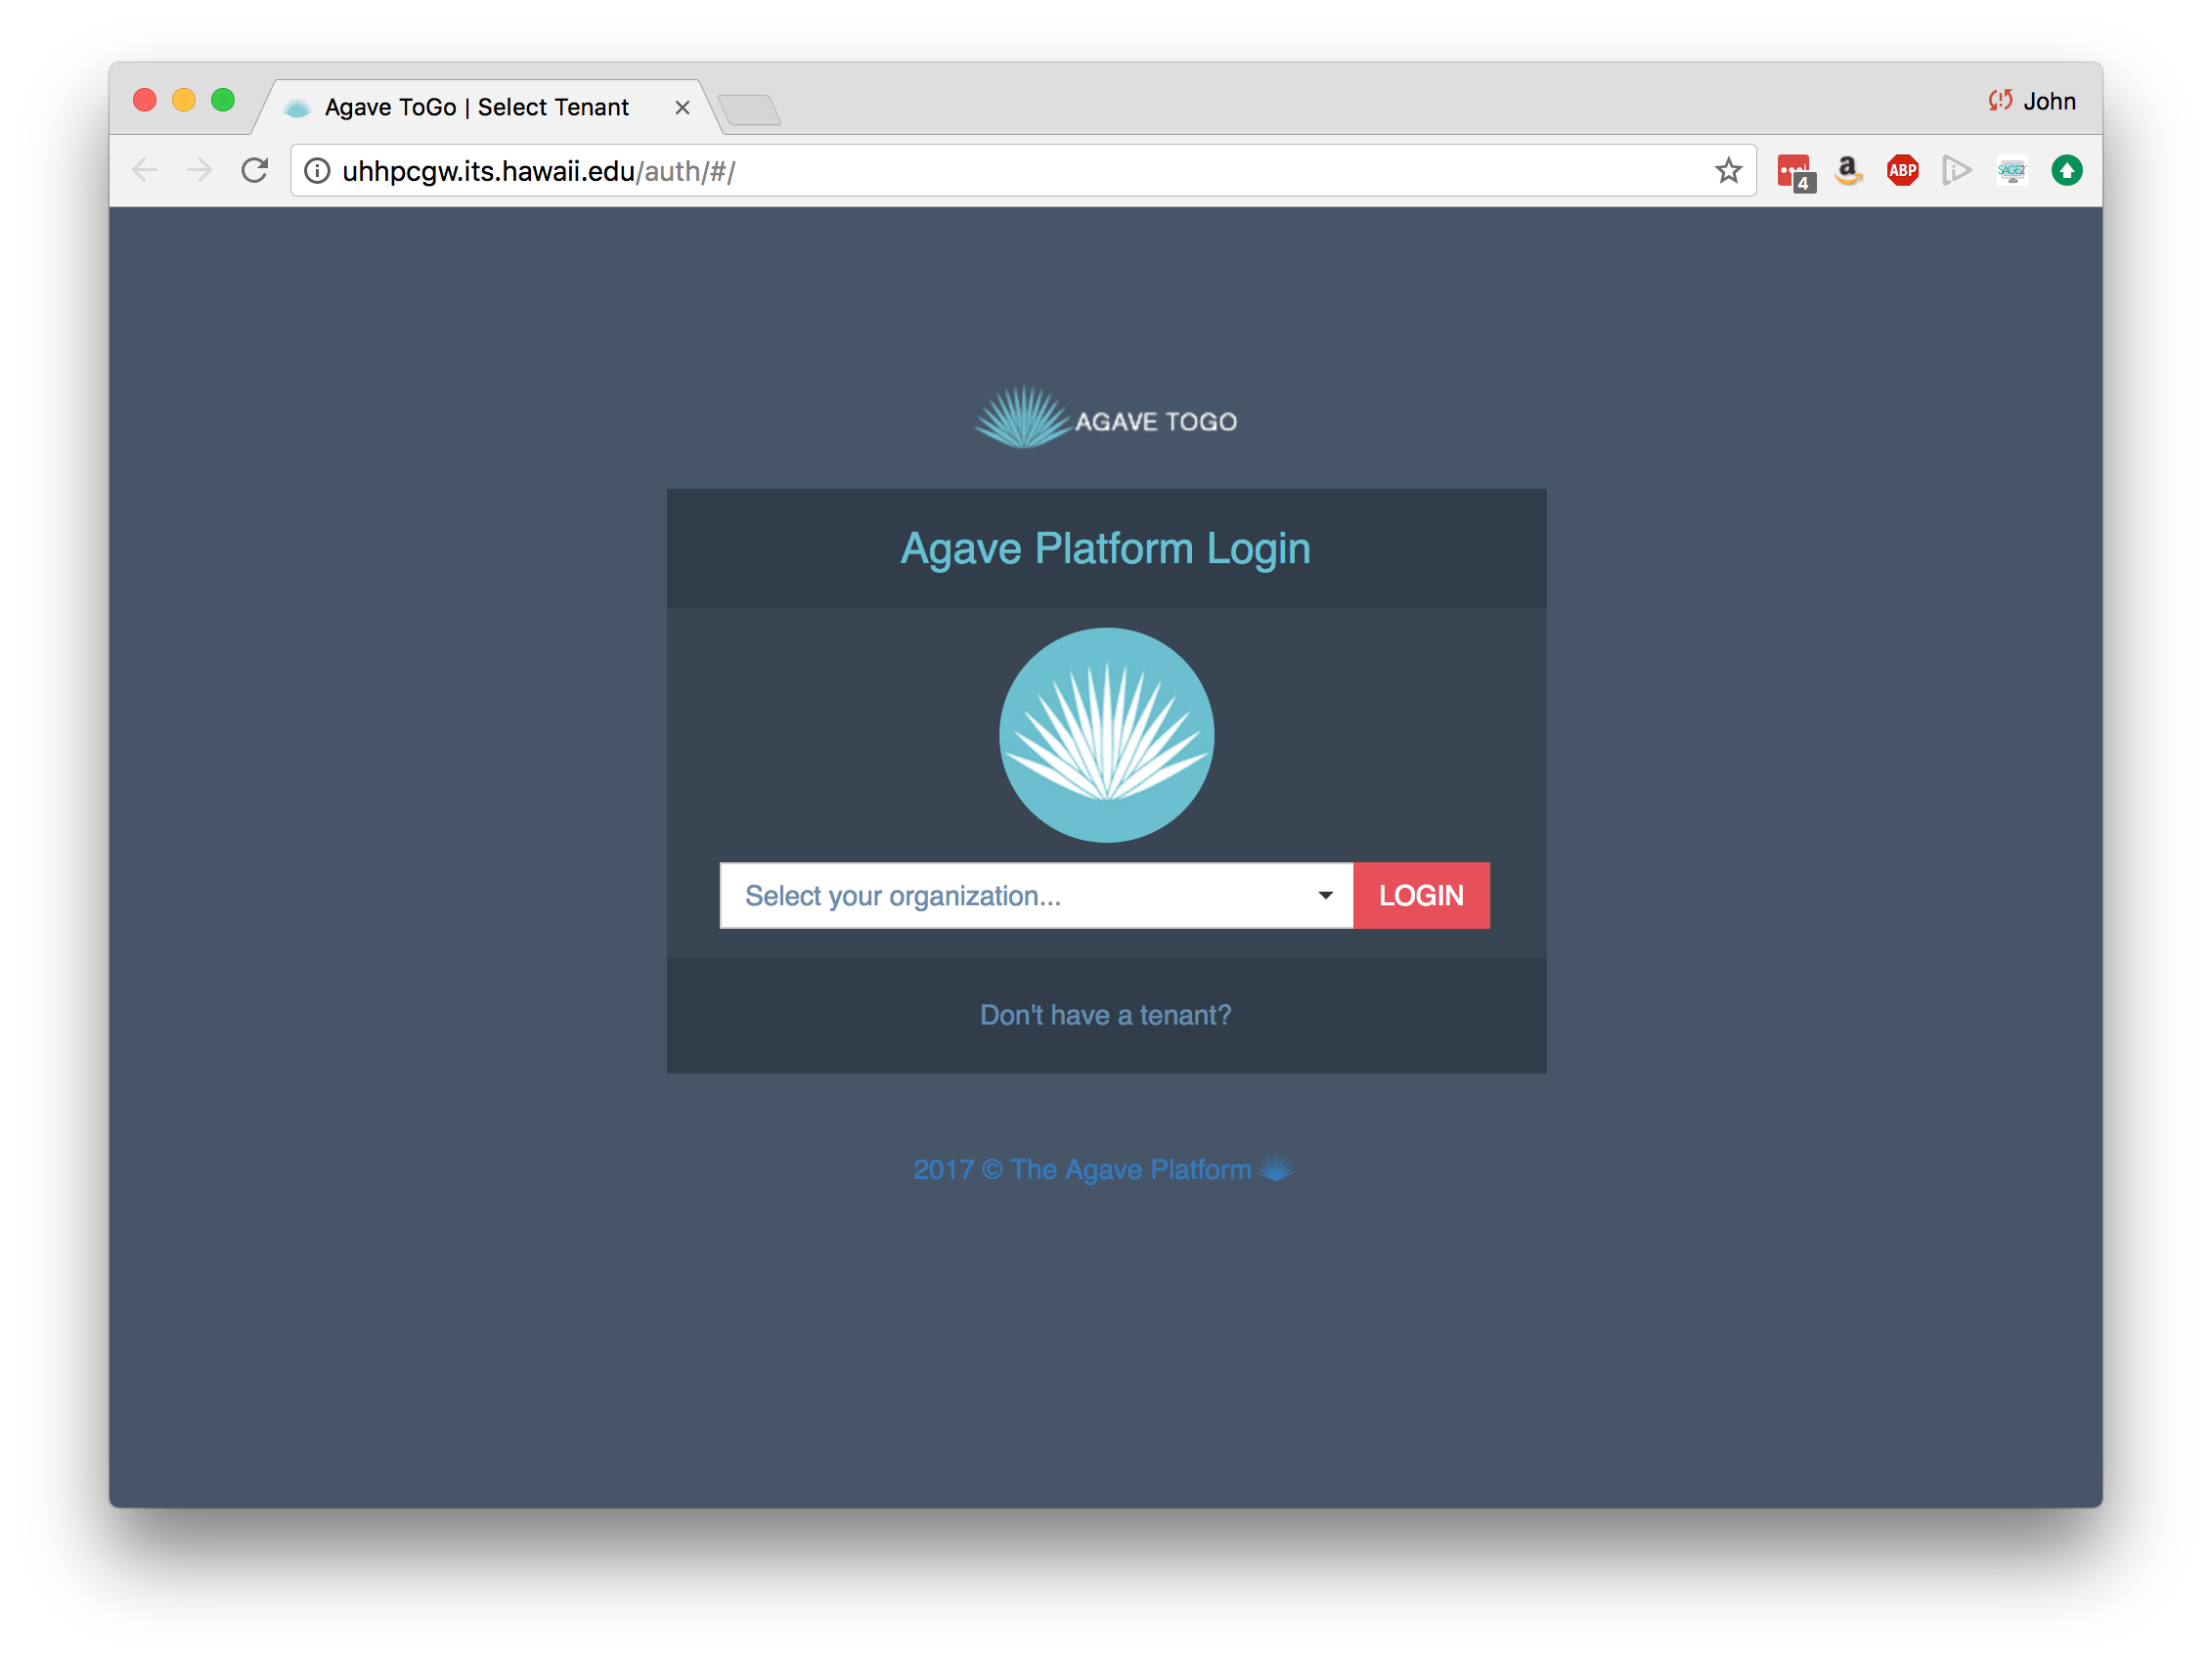 Agave ToGo | Select Tenant
John
uhhpcgw.its.hawaii.edu/auth/#/
4
a
ABP
SAGE2
AGAVE TOGO
Agave Platform Login
Select your organization...
LOGIN
Don't have a tenant?
2017 © The Agave Platform